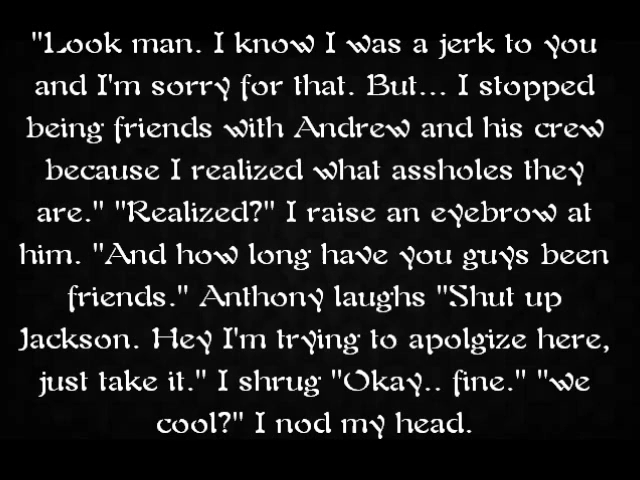 "Look man. I know I was a jerk to you
and I'm sorry for that. But... I stopped
being friends with Andrew and his crew
because I realized what assholes they
are." "Realized?" I raise an eyebrow at
him. "And how long have you guys been
friends." Anthony laughs "Shut up
Jackson. Hey I'm trying to apolgize here,
just take it." I shrug "Okay.. fine." "we
cool?" I nod my head.